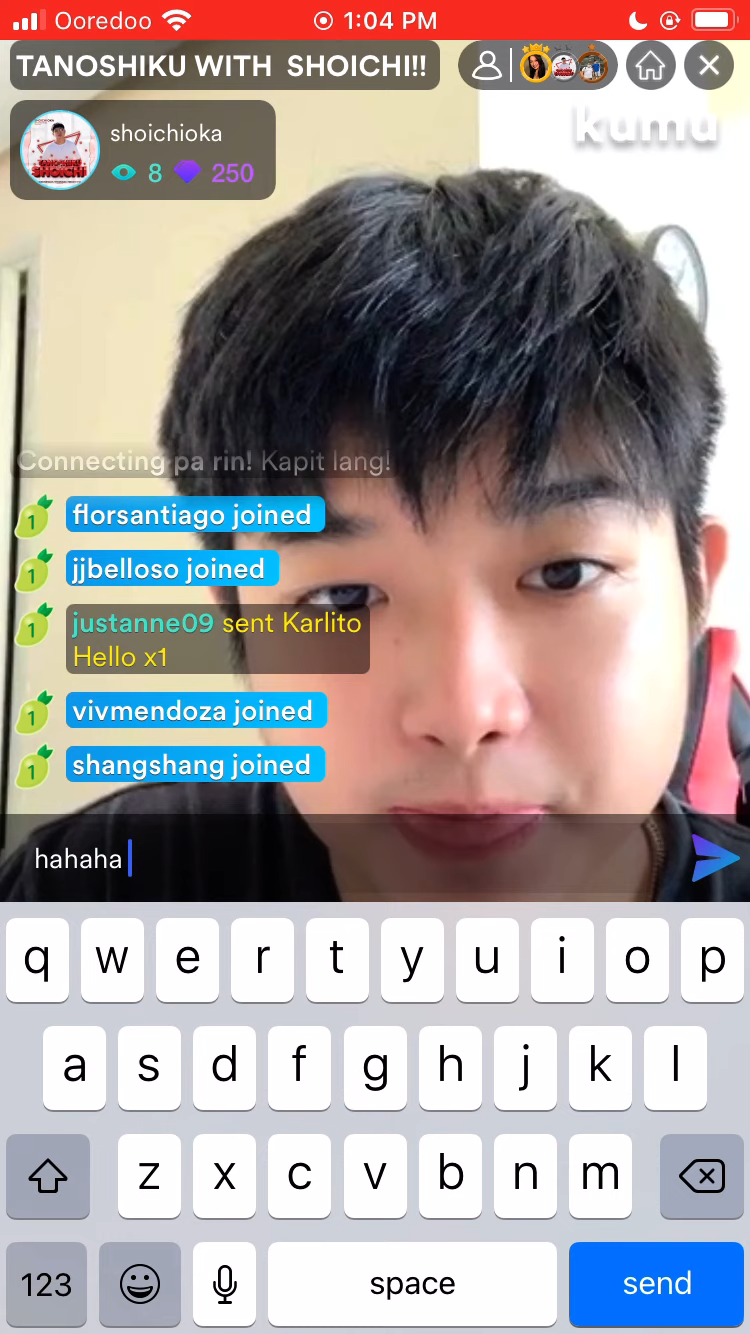 Ooredoo
1:04 PM
TANOSHIKU WITH SHOICHI!!
kumu
shoichioka
8 250
SHOICHI
Connecting pa rin! Kapit lang!
1 florsantiago joined
1 jjbelloso joined
1 justanne09 sent Karlito
Hello x1
1 vivmendoza joined
1 shangshang joined
hahaha
q w e r t y u i o p
a s d f g h j k l
z x c v b n m
123 space send